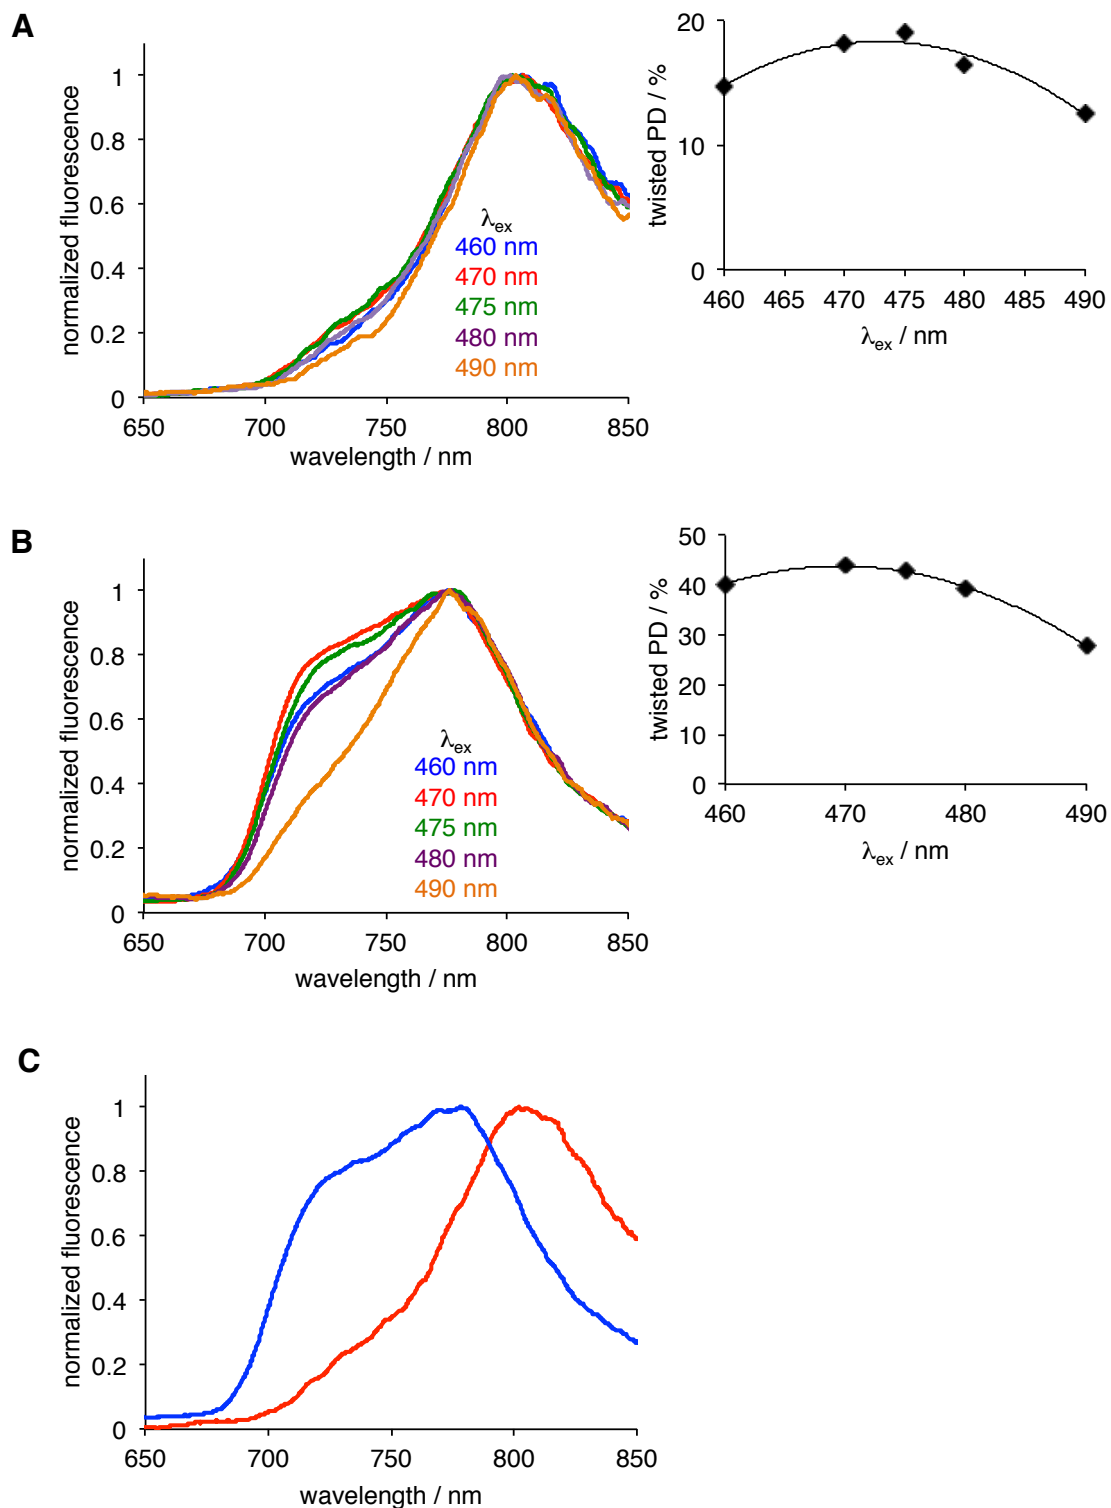 A
normalized fluorescence
1
0.8
0.6
0.4
0.2
0
650 700 750 800 850
wavelength / nm
λex
460 nm
470 nm
475 nm
480 nm
490 nm
twisted PD / %
20
10
0
460 465 470 475 480 485 490
λex / nm
B
normalized fluorescence
1
0.8
0.6
0.4
0.2
0
650 700 750 800 850
wavelength / nm
λex
460 nm
470 nm
475 nm
480 nm
490 nm
twisted PD / %
50
40
30
20
10
0
460 470 480 490
λex / nm
C
normalized fluorescence
1
0.8
0.6
0.4
0.2
0
650 700 750 800 850
wavelength / nm